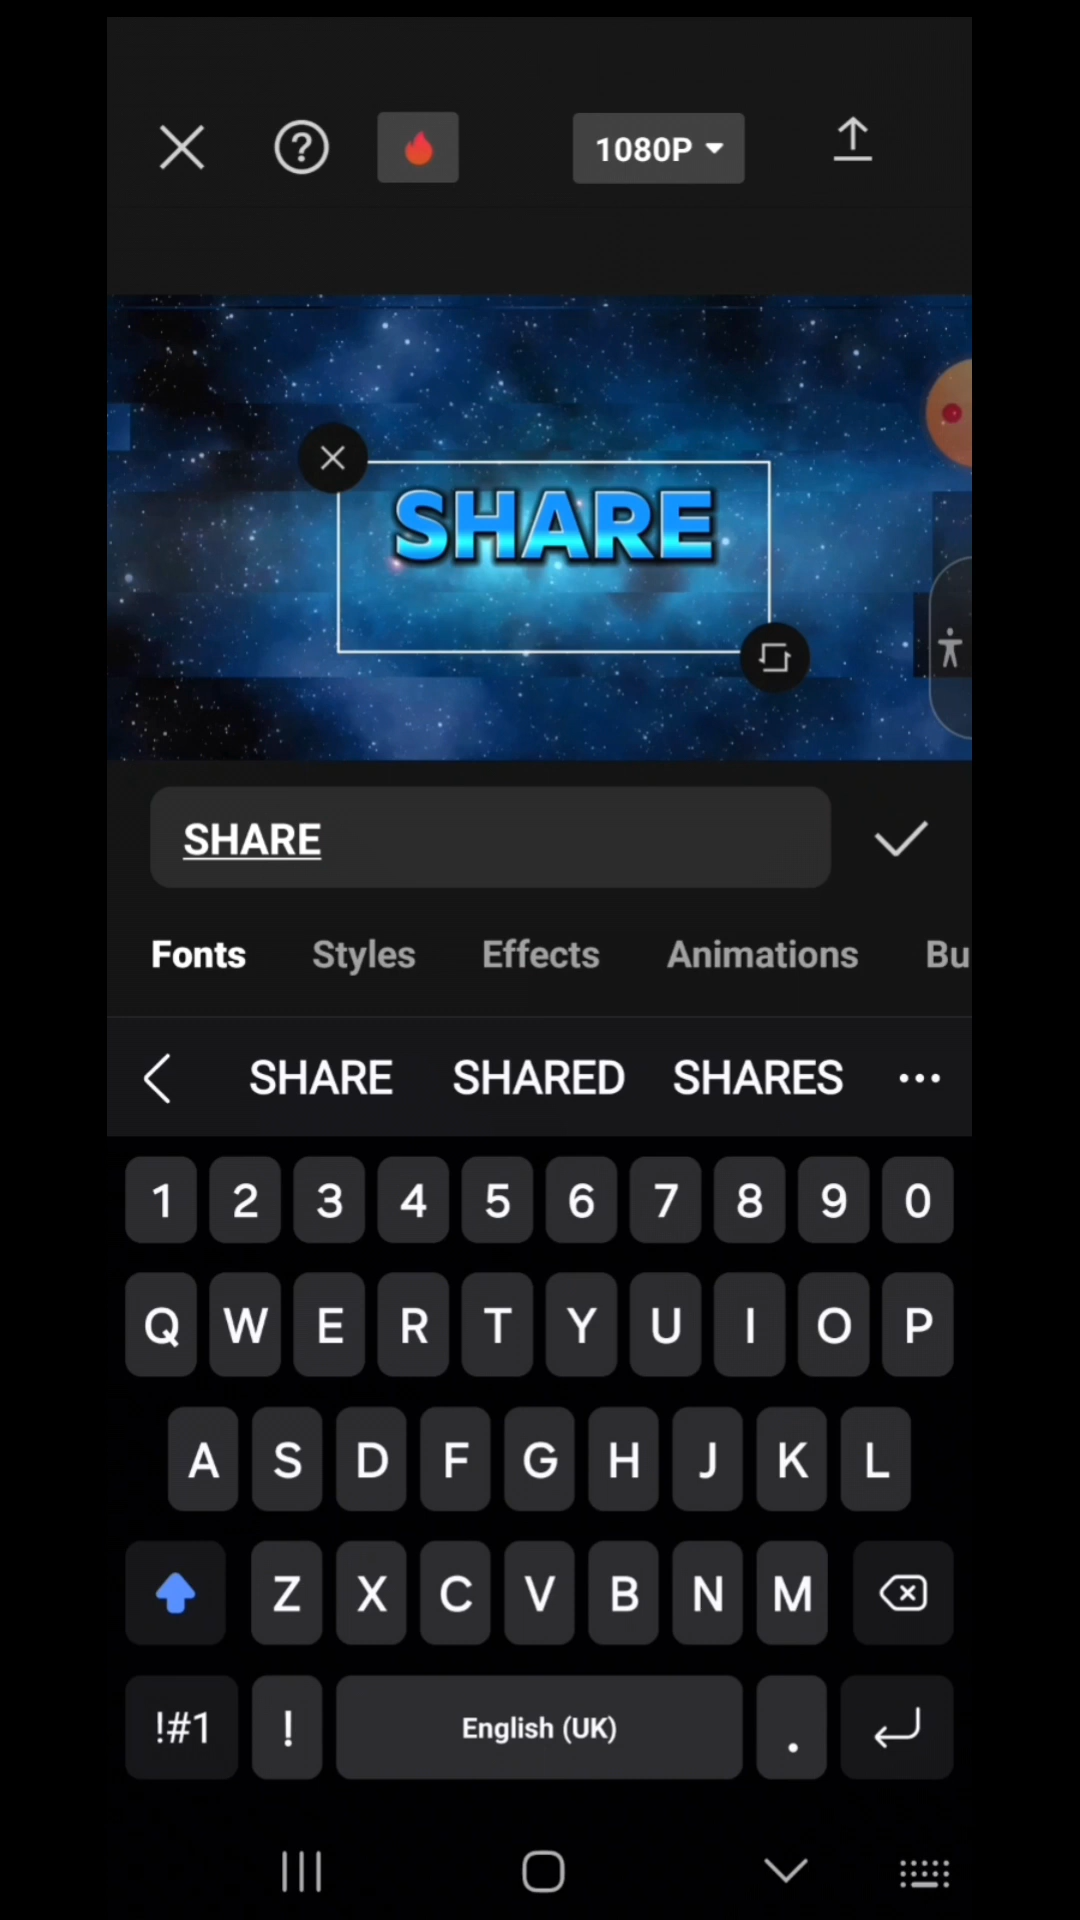 1080P
SHARE
SHARE
Fonts Styles Effects Animations Bu
SHARE SHARED SHARES
1 2 3 4 5 6 7 8 9 0
Q W E R T Y U I O P
A S D F G H J K L
Z X C V B N M
!#1 ! English (UK) .